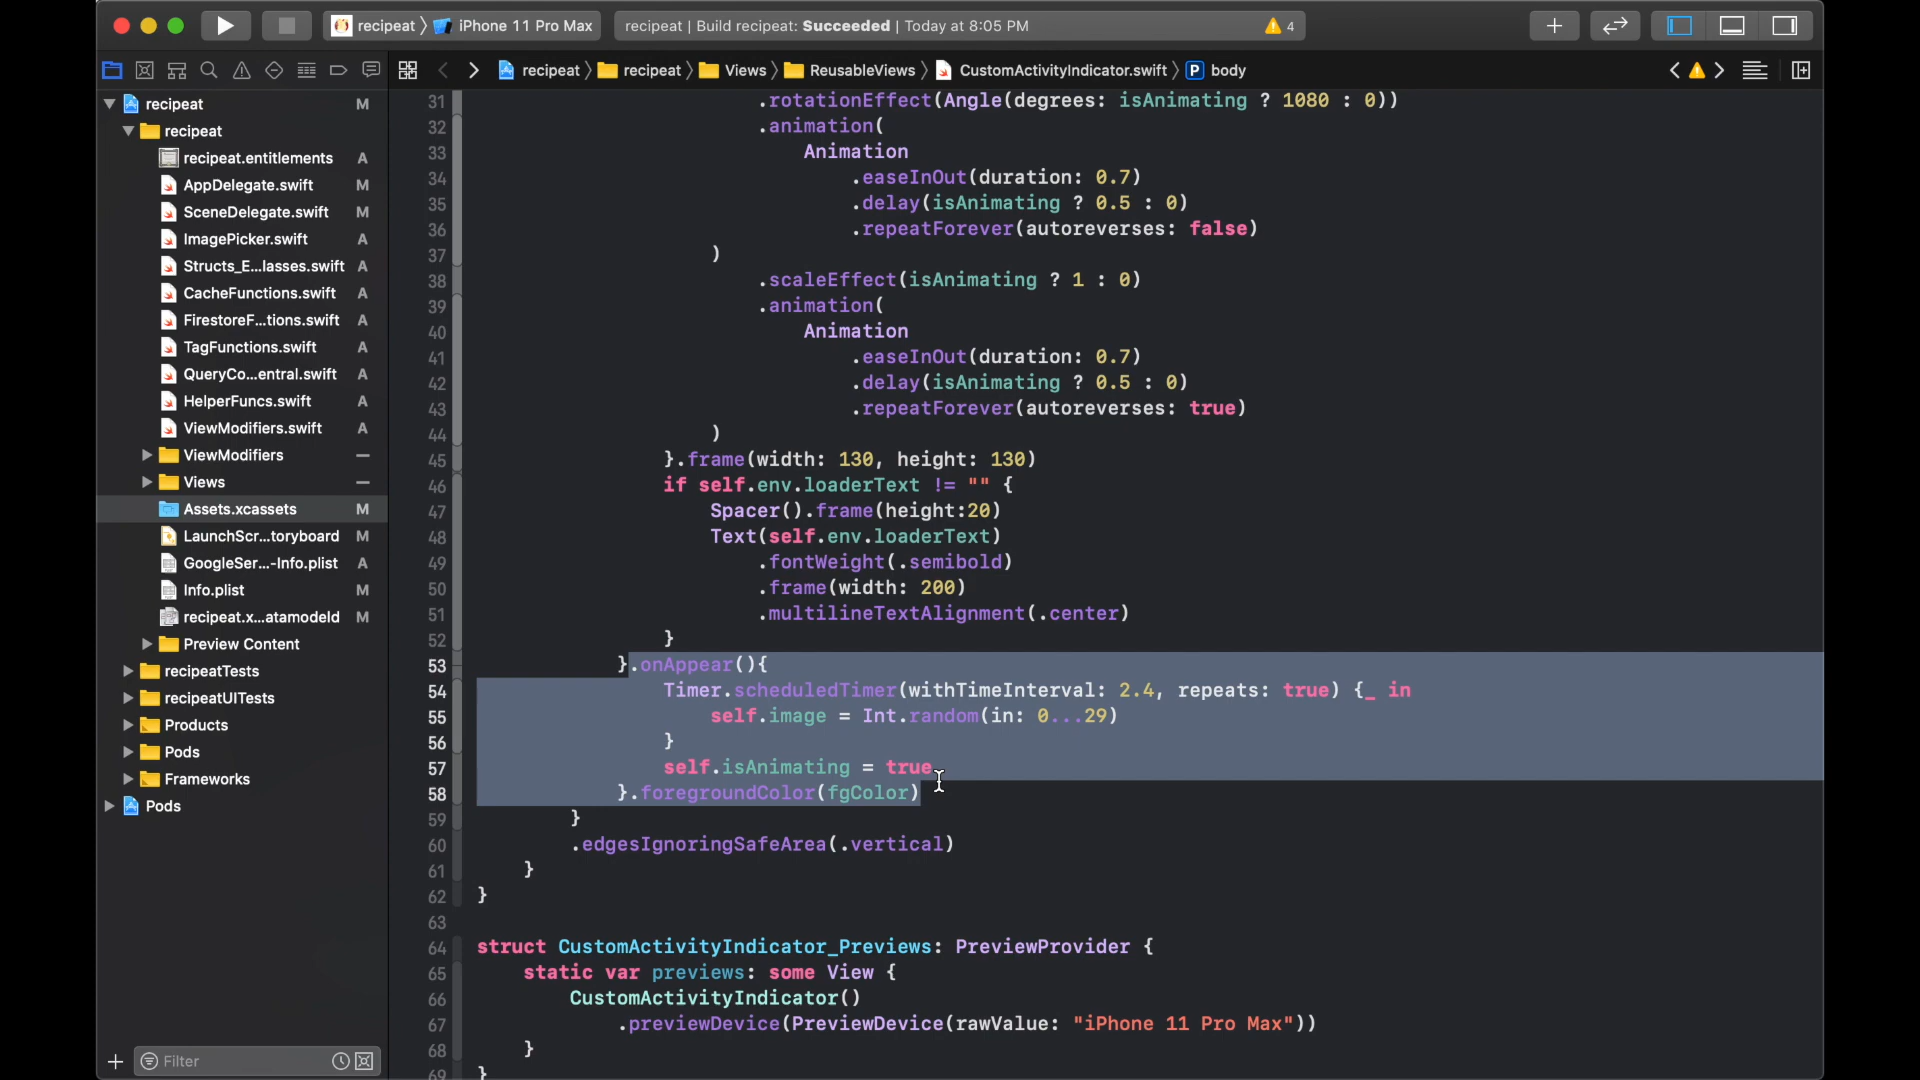 recipeat 〉 iPhone 11 Pro Max
recipeat | Build recipeat: Succeeded | Today at 8:05 PM
4
recipeat 〉 recipeat 〉 Views 〉 ReusableViews 〉 CustomActivityIndicator.swift 〉 P body
recipeat M
recipeat
recipeat.entitlements A
AppDelegate.swift M
SceneDelegate.swift M
ImagePicker.swift A
Structs_E...lasses.swift A
CacheFunctions.swift A
FirestoreF...tions.swift A
TagFunctions.swift A
QueryCo...entral.swift A
HelperFuncs.swift A
ViewModifiers.swift A
ViewModifiers
Views
Assets.xcassets M
LaunchScr...toryboard M
GoogleSer...-Info.plist A
Info.plist M
recipeat.x...atamodeld M
Preview Content
recipeatTests
recipeatUITests
Products
Pods
Frameworks
Pods
Filter
31 .rotationEffect(Angle(degrees: isAnimating ? 1080 : 0))
32 .animation(
33 Animation
34 .easeInOut(duration: 0.7)
35 .delay(isAnimating ? 0.5 : 0)
36 .repeatForever(autoreverses: false)
37 )
38 .scaleEffect(isAnimating ? 1 : 0)
39 .animation(
40 Animation
41 .easeInOut(duration: 0.7)
42 .delay(isAnimating ? 0.5 : 0)
43 .repeatForever(autoreverses: true)
44 )
45 }.frame(width: 130, height: 130)
46 if self.env.loaderText != "" {
47 Spacer().frame(height:20)
48 Text(self.env.loaderText)
49 .fontWeight(.semibold)
50 .frame(width: 200)
51 .multilineTextAlignment(.center)
52 }
53 }.onAppear(){
54 Timer.scheduledTimer(withTimeInterval: 2.4, repeats: true) {_ in
55 self.image = Int.random(in: 0...29)
56 }
57 self.isAnimating = true
58 }.foregroundColor(fgColor)
59 }
60 .edgesIgnoringSafeArea(.vertical)
61 }
62 }
63
64 struct CustomActivityIndicator_Previews: PreviewProvider {
65 static var previews: some View {
66 CustomActivityIndicator()
67 .previewDevice(PreviewDevice(rawValue: "iPhone 11 Pro Max"))
68 }
69 }